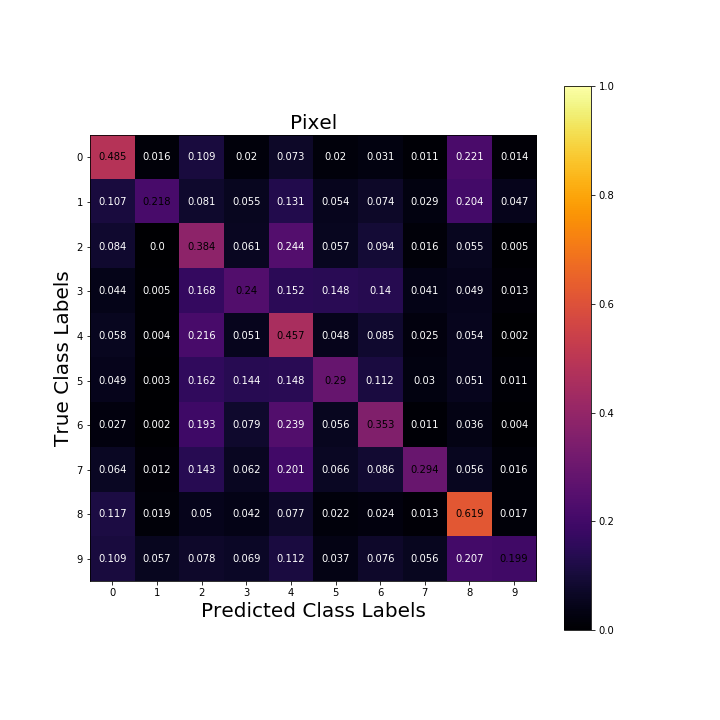 Pixel
0 0.485 0.016 0.109 0.02 0.073 0.02 0.031 0.011 0.221 0.014
1 0.107 0.218 0.081 0.055 0.131 0.054 0.074 0.029 0.204 0.047
2 0.084 0.0 0.384 0.061 0.244 0.057 0.094 0.016 0.055 0.005
3 0.044 0.005 0.168 0.24 0.152 0.148 0.14 0.041 0.049 0.013
4 0.058 0.004 0.216 0.051 0.457 0.048 0.085 0.025 0.054 0.002
5 0.049 0.003 0.162 0.144 0.148 0.29 0.112 0.03 0.051 0.011
6 0.027 0.002 0.193 0.079 0.239 0.056 0.353 0.011 0.036 0.004
7 0.064 0.012 0.143 0.062 0.201 0.066 0.086 0.294 0.056 0.016
8 0.117 0.019 0.05 0.042 0.077 0.022 0.024 0.013 0.619 0.017
9 0.109 0.057 0.078 0.069 0.112 0.037 0.076 0.056 0.207 0.199
0 1 2 3 4 5 6 7 8 9
Predicted Class Labels
True Class Labels
1.0
0.8
0.6
0.4
0.2
0.0